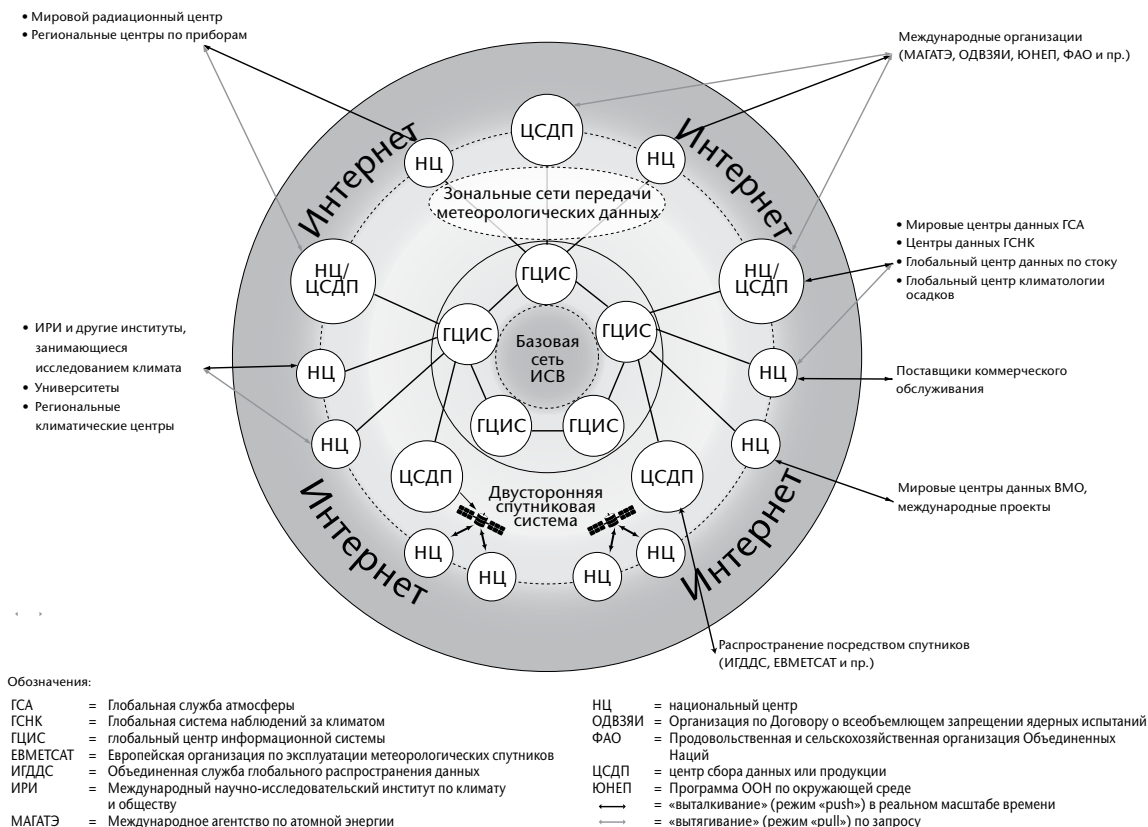 • Мировой радиационный центр
• Региональные центры по приборам
Международные организации
(МАГАТЭ, ОДВЗЯИ, ЮНЕП, ФАО и пр.)
Интернет
Интернет
ЦСДП
НЦ
НЦ
Зональные сети передачи
метеорологических данных
• Мировые центры данных ГСА
• Центры данных ГСНК
• Глобальный центр данных по стоку
• Глобальный центр климатологии
осадков
НЦ/
ЦСДП
ГЦИС
НЦ/
ЦСДП
ГЦИС
ГЦИС
Базовая
сеть
ИСВ
• ИРИ и другие институты,
занимающиеся
исследованием климата
• Университеты
• Региональные
климатические центры
НЦ
НЦ
Поставщики коммерческого
обслуживания
ГЦИС
ГЦИС
НЦ
НЦ
ЦСДП
ЦСДП
Двусторонняя
спутниковая
система
Мировые центры данных ВМО,
международные проекты
Интернет
Интернет
НЦ
НЦ
НЦ
НЦ
Распространение посредством спутников
(ИГДДС, ЕВМЕТСАТ и пр.)
Обозначения:
ГСА = Глобальная служба атмосферы
ГСНК = Глобальная система наблюдений за климатом
ГЦИС = глобальный центр информационной системы
ЕВМЕТСАТ = Европейская организация по эксплуатации метеорологических спутников
ИГДДС = Объединенная служба глобального распространения данных
ИРИ = Международный научно-исследовательский институт по климату
и обществу
МАГАТЭ = Международное агентство по атомной энергии
НЦ = национальный центр
ОДВЗЯИ = Организация по Договору о всеобъемлющем запрещении ядерных испытаний
ФАО = Продовольственная и сельскохозяйственная организация Объединенных
Наций
ЦСДП = центр сбора данных или продукции
ЮНЕП = Программа ООН по окружающей среде
= «выталкивание» (режим «push») в реальном масштабе времени
= «вытягивание» (режим «pull») по запросу